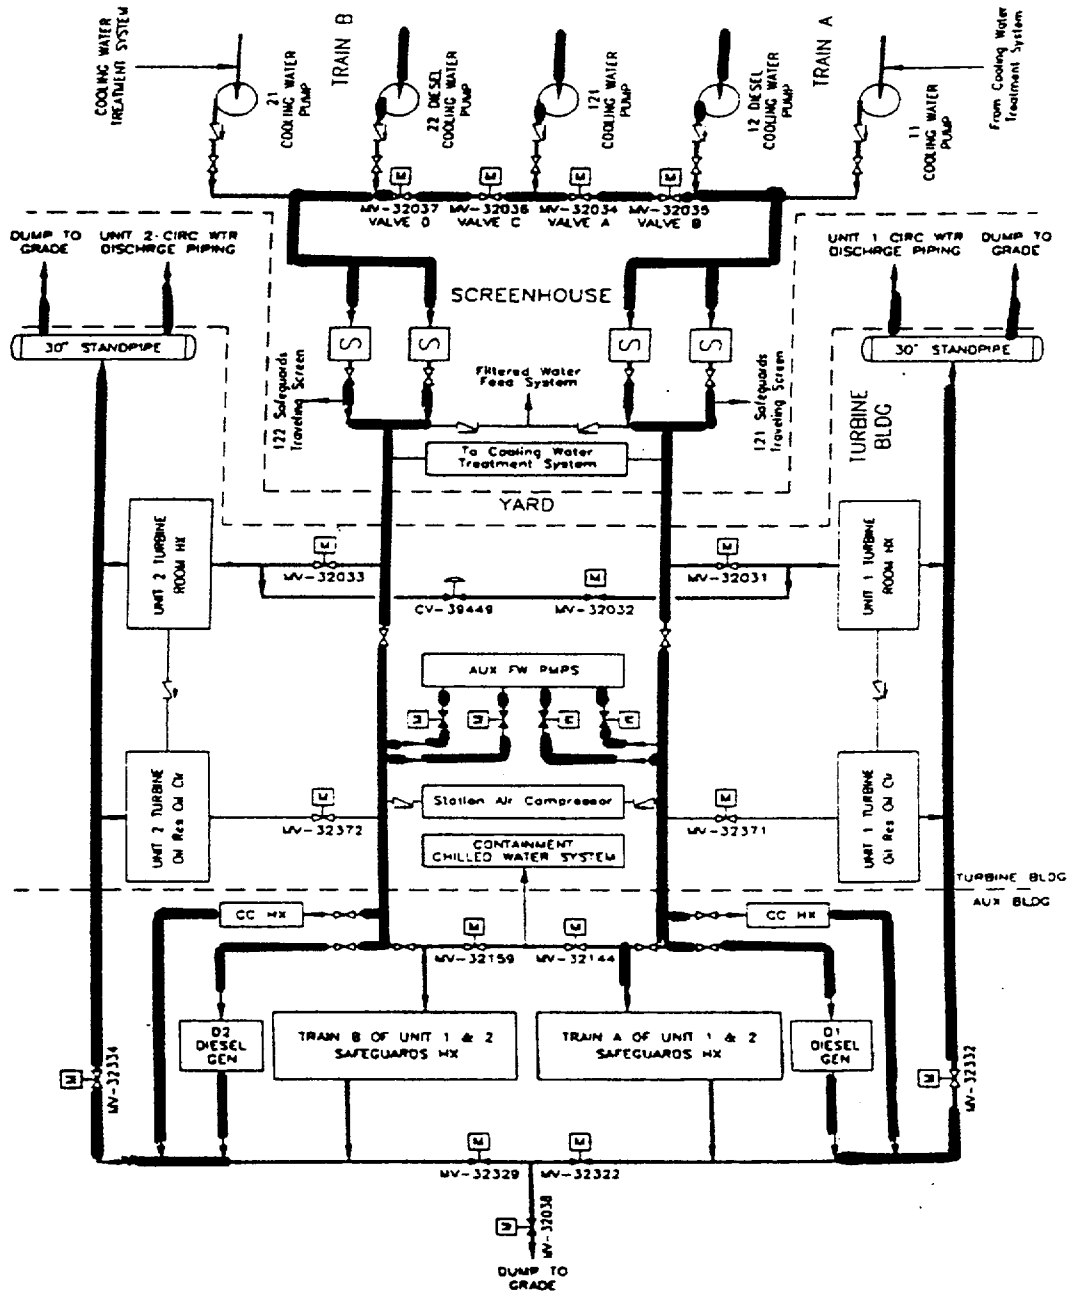 COOLING WATER
TREATMENT SYSTEM
21
COOLING WATER
PUMP
TRAIN B
22 DIESEL
COOLING WATER
PUMP
121
COOLING WATER
PUMP
12 DIESEL
COOLING WATER
PUMP
TRAIN A
11
COOLING WATER
PUMP
From Cooling Water
Treatment System
M
M
M
M
MV-32037
VALVE D
MV-32036
VALVE C
MV-32034
VALVE A
MV-32035
VALVE B
DUMP TO
GRADE
UNIT 2-CIRC WTR
DISCHRGE PIPING
UNIT 1 CIRC WTR
DISCHRGE PIPING
DUMP TO
GRADE
SCREENHOUSE
30" STANDPIPE
S
S
S
S
30" STANDPIPE
122 Safeguards
Traveling Screen
Filtered Water
Feed System
121 Safeguards
Traveling Screen
TURBINE
BLDG
To Cooling Water
Treatment System
YARD
UNIT 2 TURBINE
ROOM HX
M
MV-32033
M
MV-32031
UNIT 1 TURBINE
ROOM HX
CV-39449
M
MV-32032
AUX FW PMPS
M
M
M
M
UNIT 2 TURBINE
Oil Res Oil Clr
M
MV-32372
Station Air Compressor
M
MV-32371
UNIT 1 TURBINE
Oil Res Oil Clr
CONTAINMENT
CHILLED WATER SYSTEM
TURBINE BLDG
AUX BLDG
CC HX
CC HX
M
MV-32159
M
MV-32144
D2
DIESEL
GEN
TRAIN B OF UNIT 1 & 2
SAFEGUARDS HX
TRAIN A OF UNIT 1 & 2
SAFEGUARDS HX
D1
DIESEL
GEN
M
MV-32334
M
MV-32332
M
MV-32329
M
MV-32322
M
MV-32038
DUMP TO
GRADE